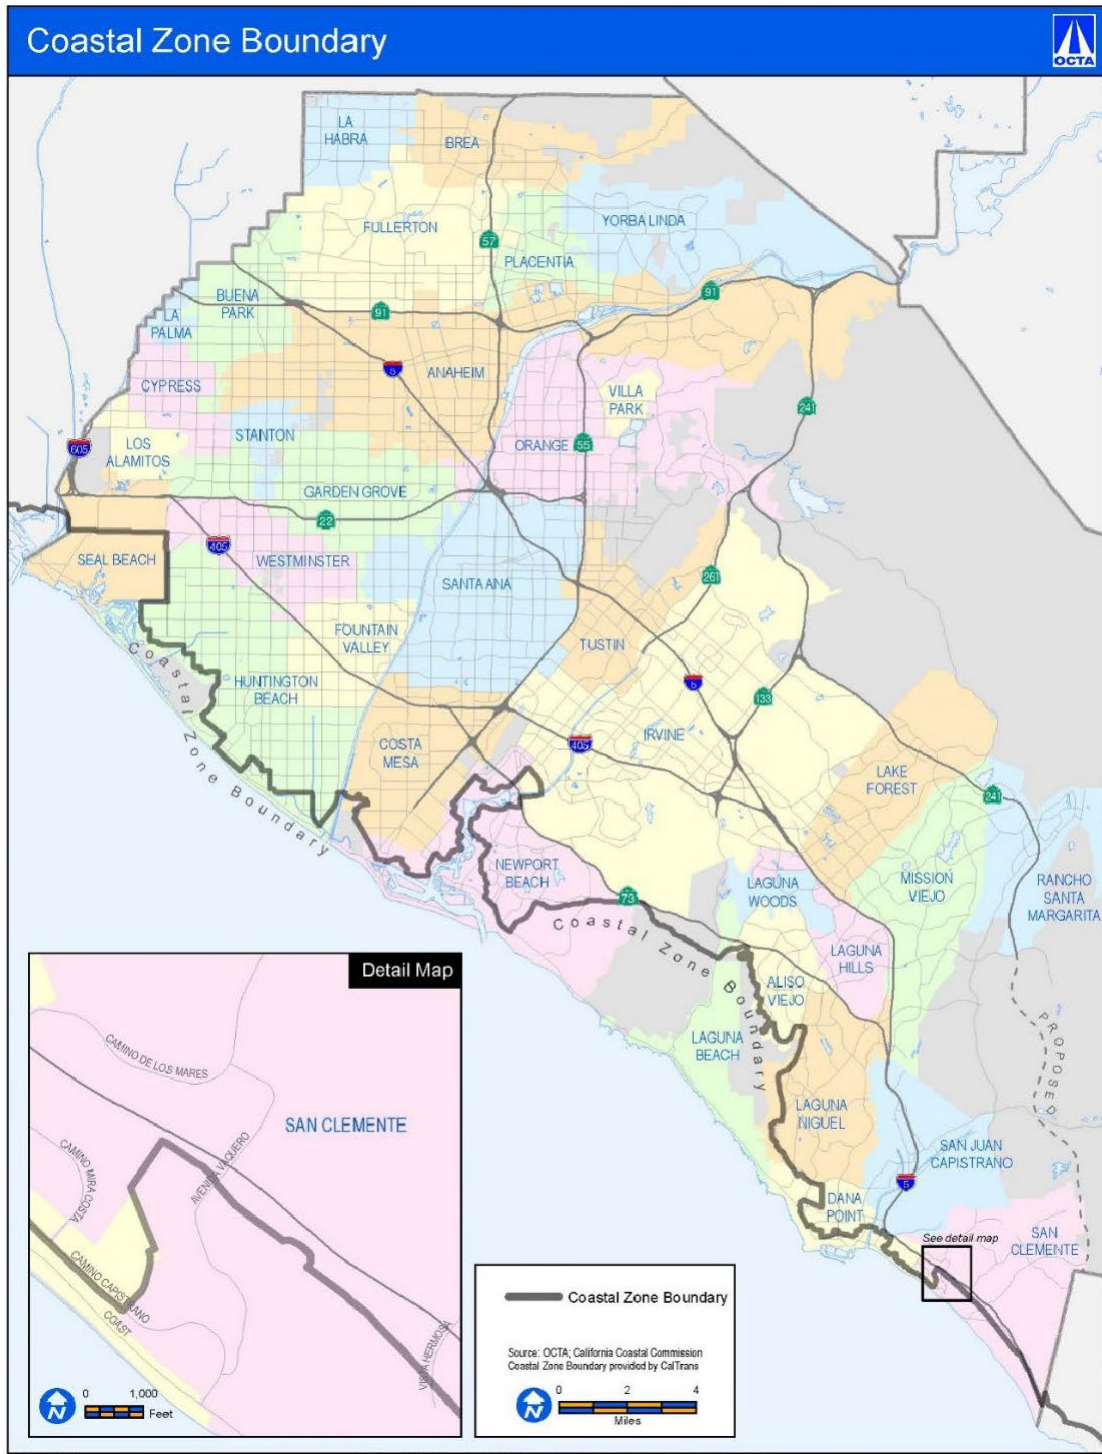 Coastal Zone Boundary
OCTA
LA
HABRA
BREA
FULLERTON
57
YORBA LINDA
PLACENTIA
BUENA
PARK
91
91
LA
PALMA
5
ANAHEIM
CYPRESS
VILLA
PARK
241
STANTON
ORANGE
55
605
LOS
ALAMITOS
GARDEN GROVE
22
405
SEAL BEACH
WESTMINSTER
SANTA ANA
261
FOUNTAIN
VALLEY
TUSTIN
Coastal Zone Boundary
HUNTINGTON
BEACH
5
133
COSTA
MESA
405
IRVINE
LAKE
FOREST
241
NEWPORT
BEACH
73
LAGUNA
WOODS
MISSION
VIEJO
RANCHO
SANTA
MARGARITA
Coastal Zone Boundary
LAGUNA
HILLS
ALISO
VIEJO
LAGUNA
BEACH
PROPOSED
LAGUNA
NIGUEL
SAN JUAN
CAPISTRANO
5
DANA
POINT
See detail map
SAN
CLEMENTE
Detail Map
CAMINO DE LOS MARES
SAN CLEMENTE
CAMINO MIRA COSTA
AVENIDA VAQUERO
CAMINO CAPISTRANO
COAST
VISTA HERMOSA
N
0 1,000
Feet
Coastal Zone Boundary
Source: OCTA; California Coastal Commission
Coastal Zone Boundary provided by CalTrans
N
0 2 4
Miles